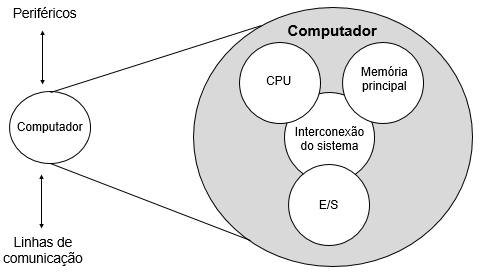 Periféricos
Computador
Linhas de
comunicação
Computador
CPU
Memória
principal
Interconexão
do sistema
E/S